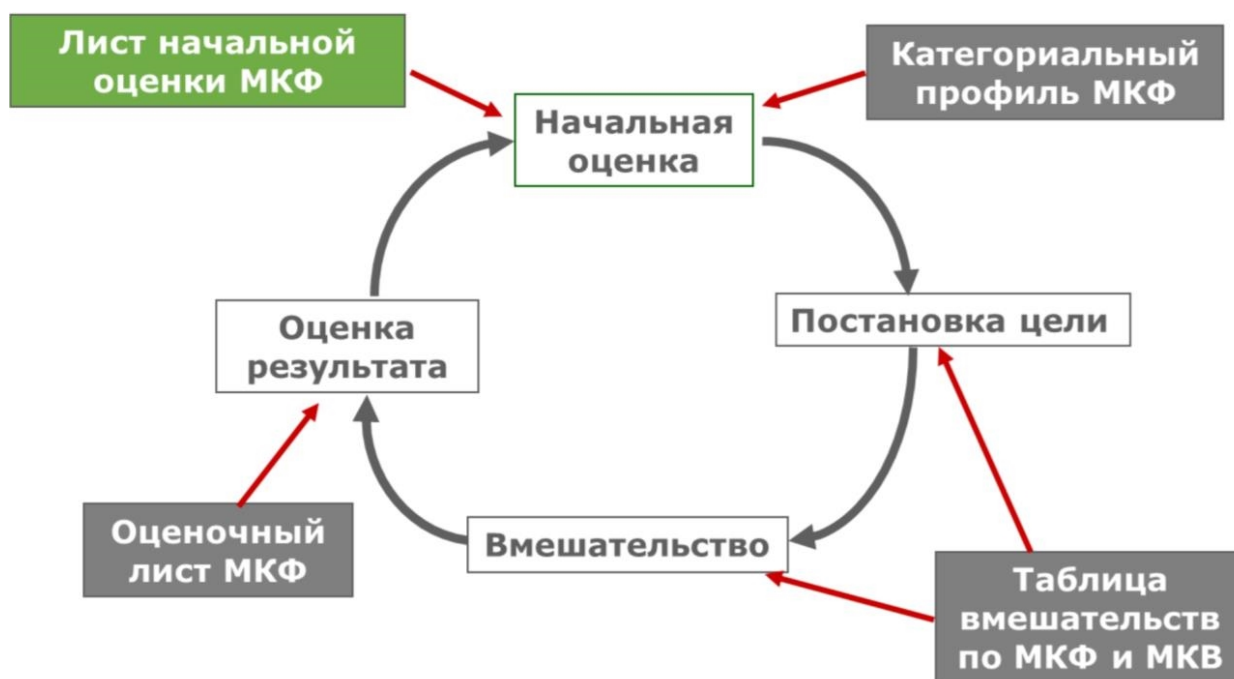 Лист начальной
оценки МКФ
Категориальный
профиль МКФ
Начальная
оценка
Оценка
результата
Постановка цели
Оценочный
лист МКФ
Вмешательство
Таблица
вмешательств
по МКФ и МКВ